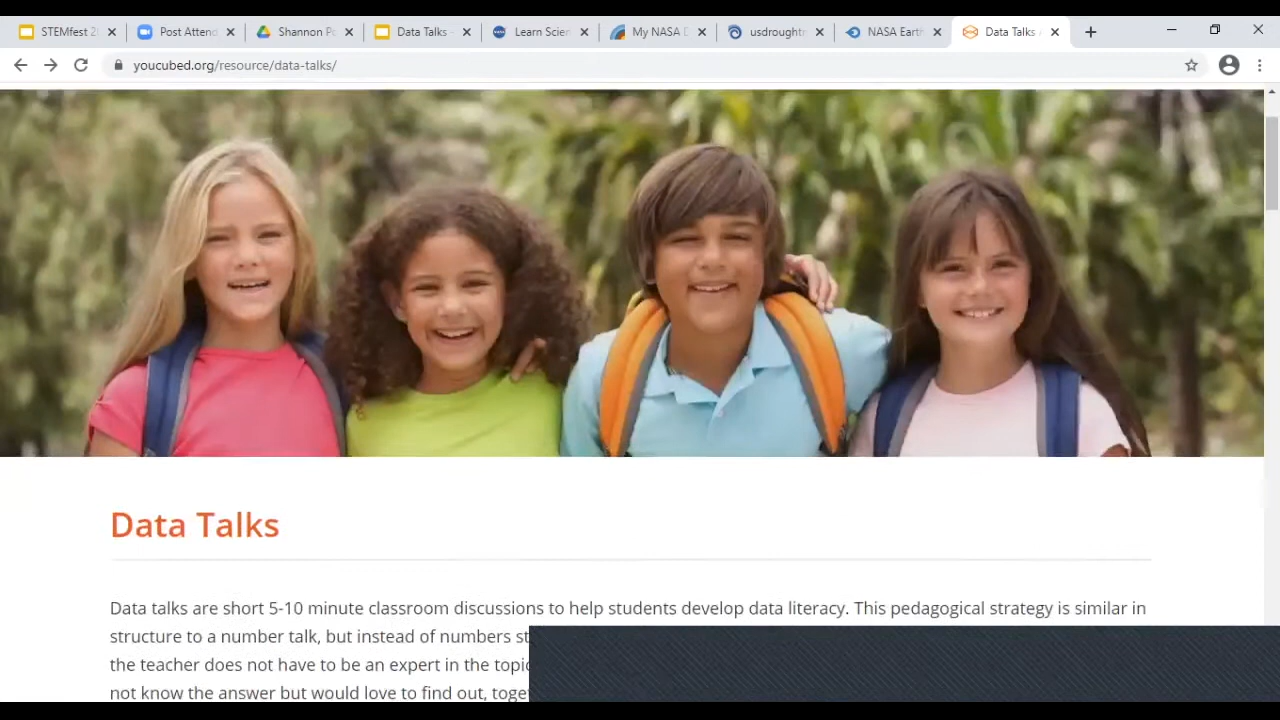 STEMfest 2
Post Attend
Shannon P
Data Talks -
Learn Scien
My NASA D
usdrought
NASA Earth
Data Talks
youcubed.org/resource/data-talks/
Data Talks
Data talks are short 5-10 minute classroom discussions to help students develop data literacy. This pedagogical strategy is similar in
structure to a number talk, but instead of numbers st
the teacher does not have to be an expert in the topic
not know the answer but would love to find out, toge